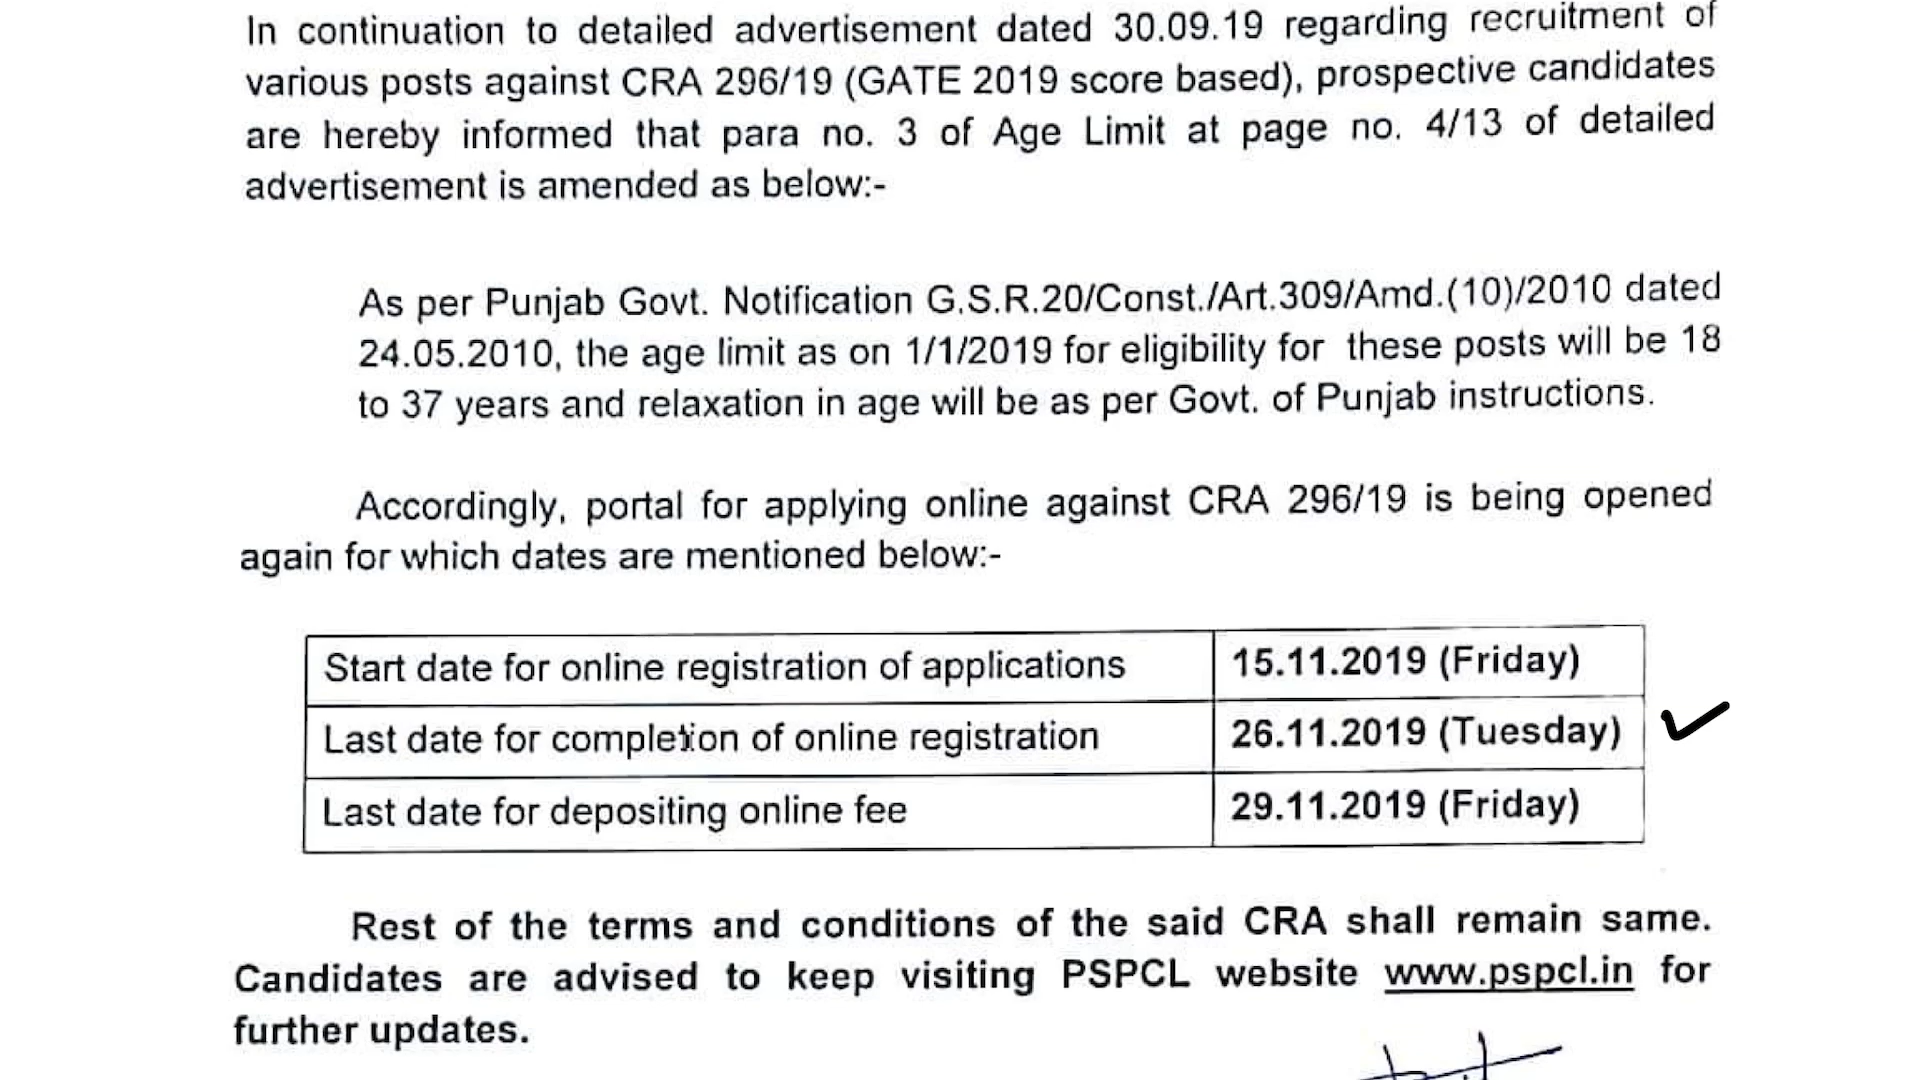 In continuation to detailed advertisement dated 30.09.19 regarding recruitment of
various posts against CRA 296/19 (GATE 2019 score based), prospective candidates
are hereby informed that para no. 3 of Age Limit at page no. 4/13 of detailed
advertisement is amended as below:-
As per Punjab Govt. Notification G.S.R.20/Const./Art.309/Amd.(10)/2010 dated
24.05.2010, the age limit as on 1/1/2019 for eligibility for these posts will be 18
to 37 years and relaxation in age will be as per Govt. of Punjab instructions.
Accordingly, portal for applying online against CRA 296/19 is being opened
again for which dates are mentioned below:-
Start date for online registration of applications 15.11.2019 (Friday)
Last date for completion of online registration 26.11.2019 (Tuesday)
Last date for depositing online fee 29.11.2019 (Friday)
Rest of the terms and conditions of the said CRA shall remain same.
Candidates are advised to keep visiting PSPCL website www.pspcl.in for
further updates.